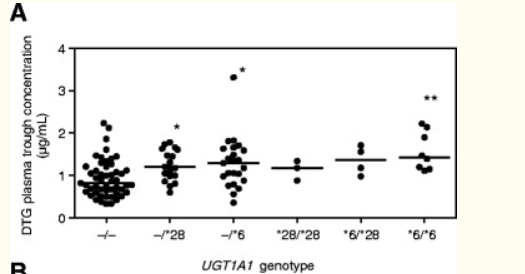 A
DTG plasma trough concentration
(µg/mL)
4
3
2
1
0
*
*
**
–/–
–/*28
–/*6
*28/*28
*6/*28
*6/*6
UGT1A1 genotype
B